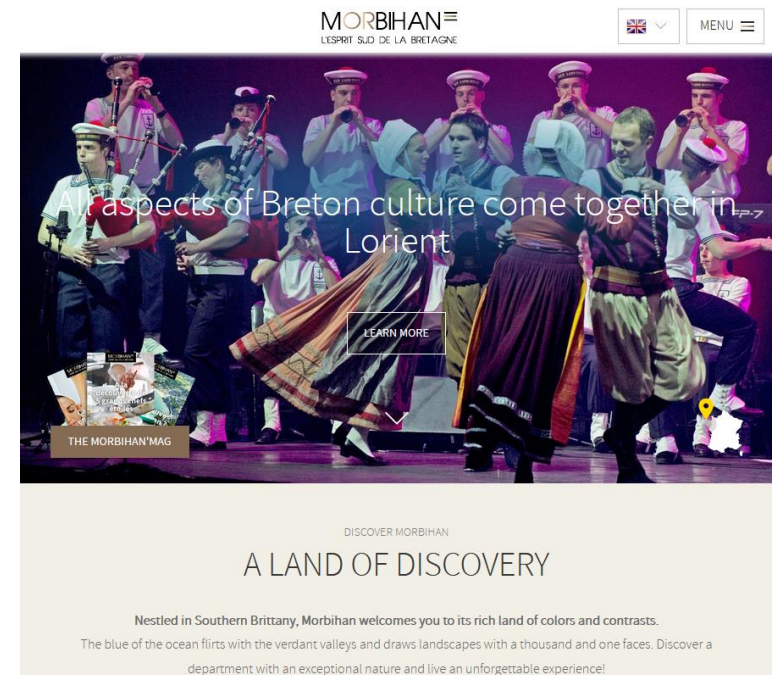 MORBIHAN
L'ESPRIT SUD DE LA BRETAGNE
MENU
All aspects of Breton culture come together in
Lorient
FP-7
LEARN MORE
MORBIHAN
THE MORBIHAN'MAG
DISCOVER MORBIHAN
A LAND OF DISCOVERY
Nestled in Southern Brittany, Morbihan welcomes you to its rich land of colors and contrasts.
The blue of the ocean flirts with the verdant valleys and draws landscapes with a thousand and one faces. Discover a
department with an exceptional nature and live an unforgettable experience!